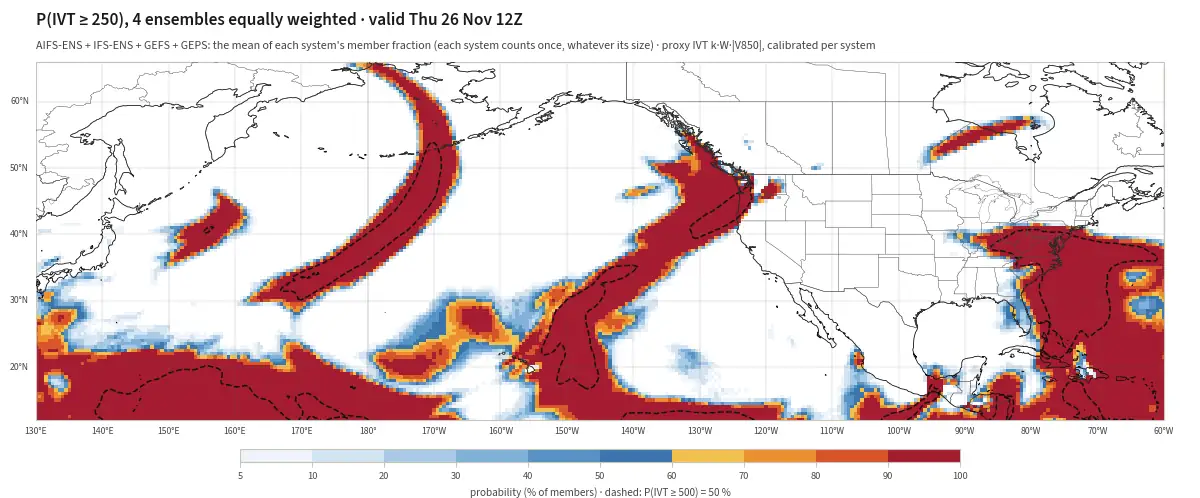 P(IVT ≥ 250), 4 ensembles equally weighted · valid Thu 26 Nov 12Z
AIFS-ENS + IFS-ENS + GEFS + GEPS: the mean of each system's member fraction (each system counts once, whatever its size) · proxy IVT k·W·|V850|, calibrated per system
60°N
50°N
40°N
30°N
20°N
130°E 140°E 150°E 160°E 170°E 180° 170°W 160°W 150°W 140°W 130°W 120°W 110°W 100°W 90°W 80°W 70°W 60°W
5 10 20 30 40 50 60 70 80 90 100
probability (% of members) · dashed: P(IVT ≥ 500) = 50 %